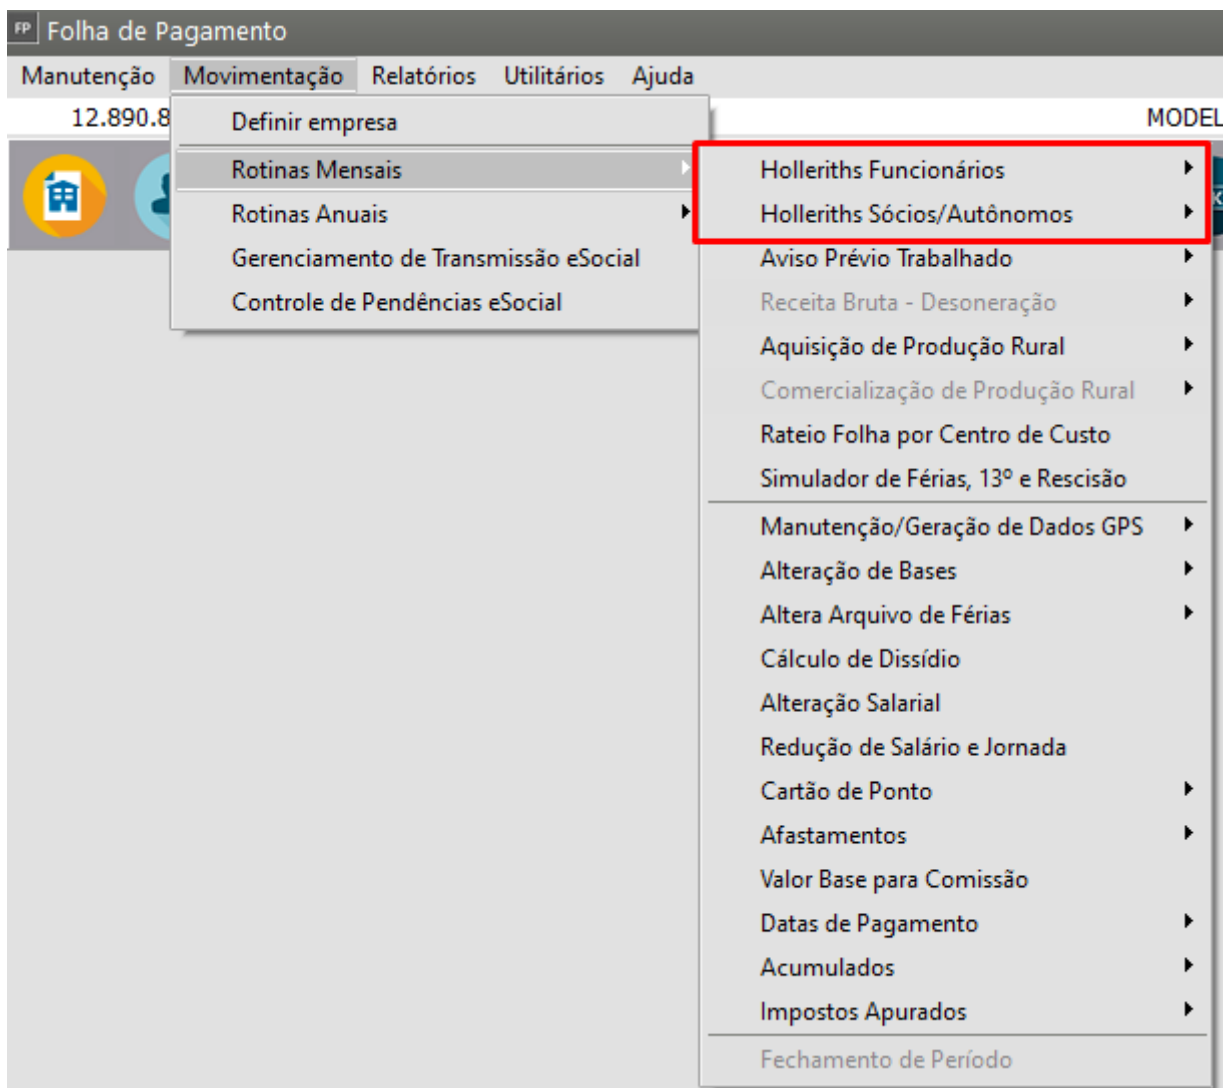 FP Folha de Pagamento
Manutenção Movimentação Relatórios Utilitários Ajuda
12.890.8 MODEL
Definir empresa
Rotinas Mensais
Rotinas Anuais
Gerenciamento de Transmissão eSocial
Controle de Pendências eSocial
Holleriths Funcionários
Holleriths Sócios/Autônomos
Aviso Prévio Trabalhado
Receita Bruta - Desoneração
Aquisição de Produção Rural
Comercialização de Produção Rural
Rateio Folha por Centro de Custo
Simulador de Férias, 13º e Rescisão
Manutenção/Geração de Dados GPS
Alteração de Bases
Altera Arquivo de Férias
Cálculo de Dissídio
Alteração Salarial
Redução de Salário e Jornada
Cartão de Ponto
Afastamentos
Valor Base para Comissão
Datas de Pagamento
Acumulados
Impostos Apurados
Fechamento de Período